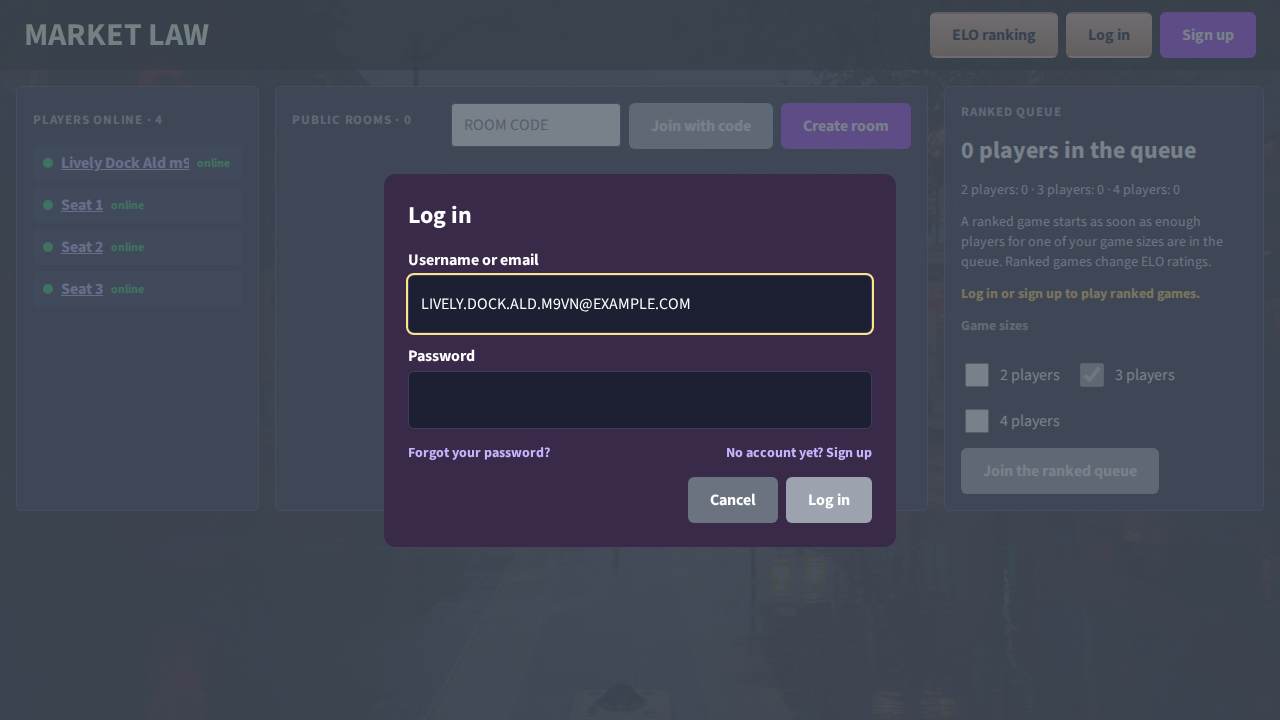 MARKET LAW
ELO ranking
Log in
Sign up
PLAYERS ONLINE · 4
Lively Dock Ald m9 online
Seat 1 online
Seat 2 online
Seat 3 online
PUBLIC ROOMS · 0
ROOM CODE
Join with code
Create room
RANKED QUEUE
0 players in the queue
2 players: 0 · 3 players: 0 · 4 players: 0
A ranked game starts as soon as enough
players for one of your game sizes are in the
queue. Ranked games change ELO ratings.
Log in or sign up to play ranked games.
Game sizes
2 players
3 players
4 players
Join the ranked queue
Log in
Username or email
LIVELY.DOCK.ALD.M9VN@EXAMPLE.COM
Password
Forgot your password?
No account yet? Sign up
Cancel
Log in